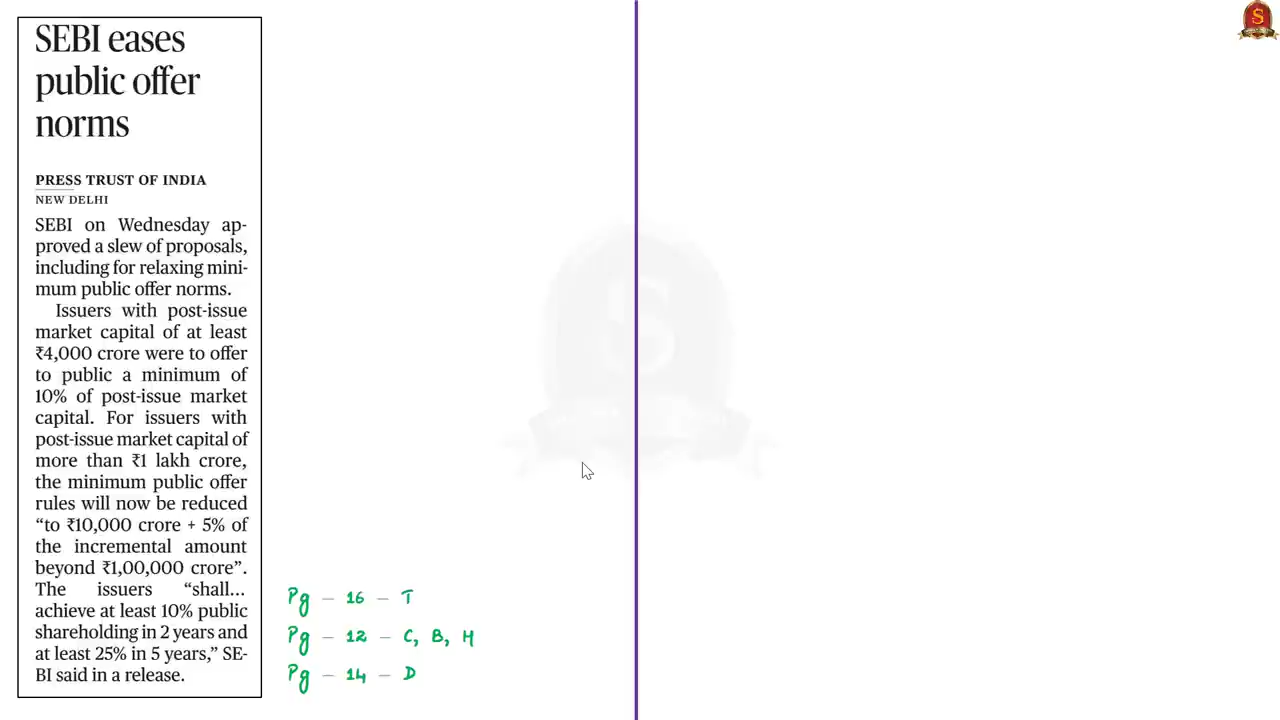 SEBI eases
public offer
norms
PRESS TRUST OF INDIA
NEW DELHI
SEBI on Wednesday ap-
proved a slew of proposals,
including for relaxing mini-
mum public offer norms.
Issuers with post-issue
market capital of at least
₹4,000 crore were to offer
to public a minimum of
10% of post-issue market
capital. For issuers with
post-issue market capital of
more than ₹1 lakh crore,
the minimum public offer
rules will now be reduced
“to ₹10,000 crore + 5% of
the incremental amount
beyond ₹1,00,000 crore”.
The issuers “shall...
achieve at least 10% public
shareholding in 2 years and
at least 25% in 5 years,” SE-
BI said in a release.
Pg – 16 – T
Pg – 12 – C, B, H
Pg – 14 – D
S
S